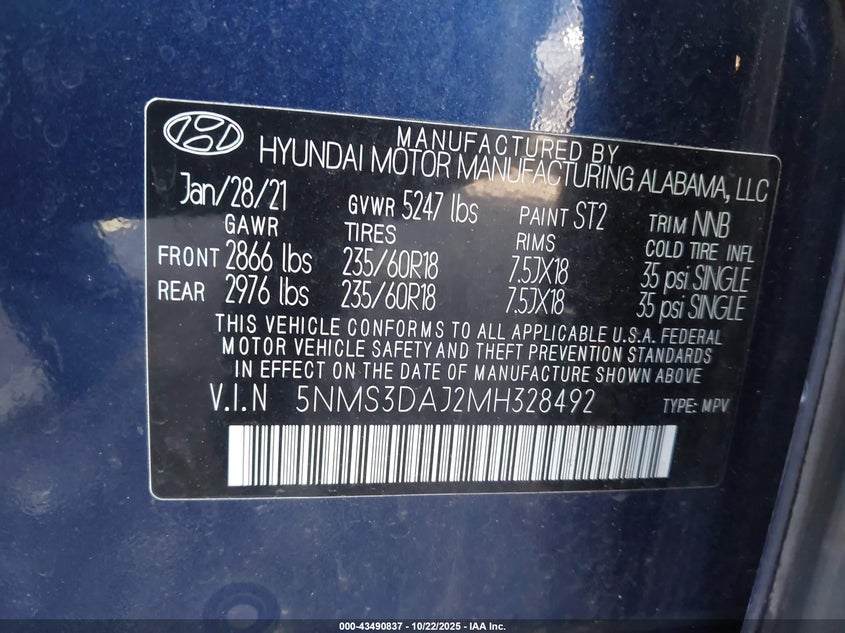 MANUFACTURED BY
HYUNDAI MOTOR MANUFACTURING ALABAMA, LLC
Jan/28/21 GVWR 5247 lbs PAINT ST2 TRIM NNB
GAWR TIRES RIMS COLD TIRE INFL
FRONT 2866 lbs 235/60R18 7.5JX18 35 psi SINGLE
REAR 2976 lbs 235/60R18 7.5JX18 35 psi SINGLE
THIS VEHICLE CONFORMS TO ALL APPLICABLE U.S.A. FEDERAL
MOTOR VEHICLE SAFETY AND THEFT PREVENTION STANDARDS
IN EFFECT ON THE DATE OF MANUFACTURE SHOWN ABOVE
V.I.N 5NMS3DAJ2MH328492 TYPE: MPV
000-43490837 - 10/22/2025 - IAA Inc.